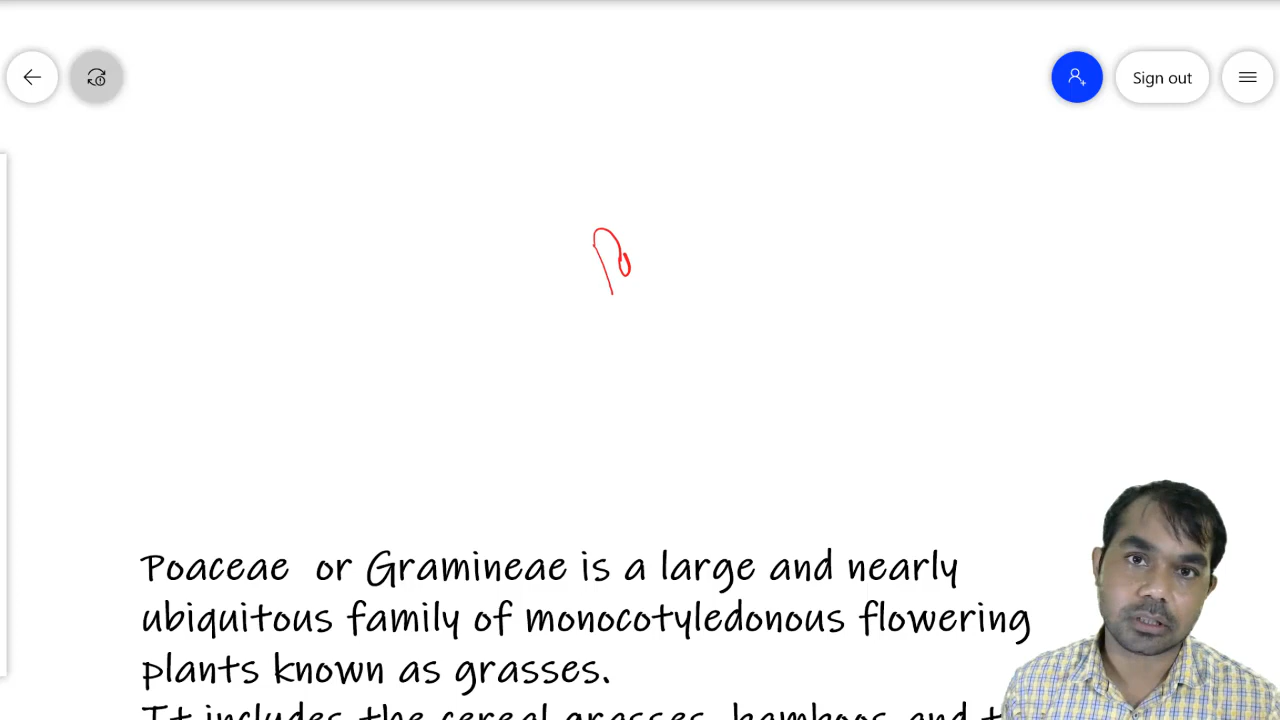 Sign out
Po
Poaceae or Gramineae is a large and nearly
ubiquitous family of monocotyledonous flowering
plants known as grasses.
It includes the cereal grasses, bamboos and